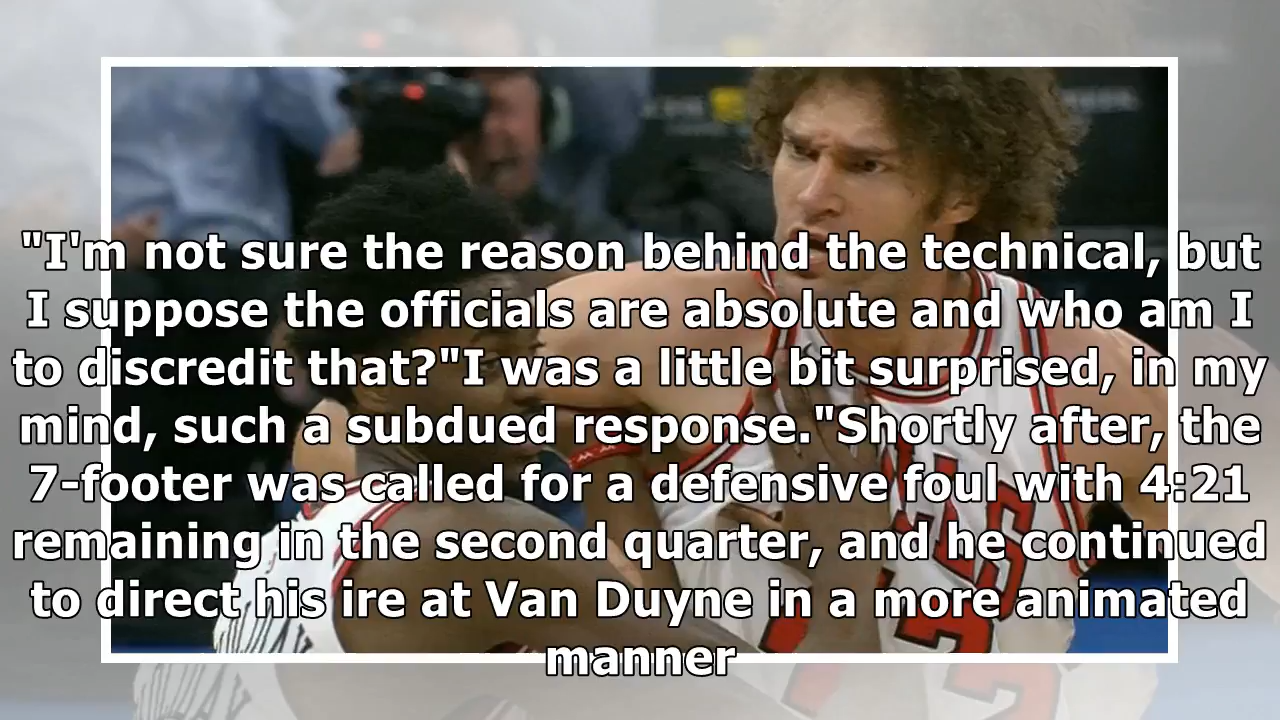 "I'm not sure the reason behind the technical, but
I suppose the officials are absolute and who am I
to discredit that?"I was a little bit surprised, in my
mind, such a subdued response."Shortly after, the
7-footer was called for a defensive foul with 4:21
remaining in the second quarter, and he continued
to direct his ire at Van Duyne in a more animated
manner